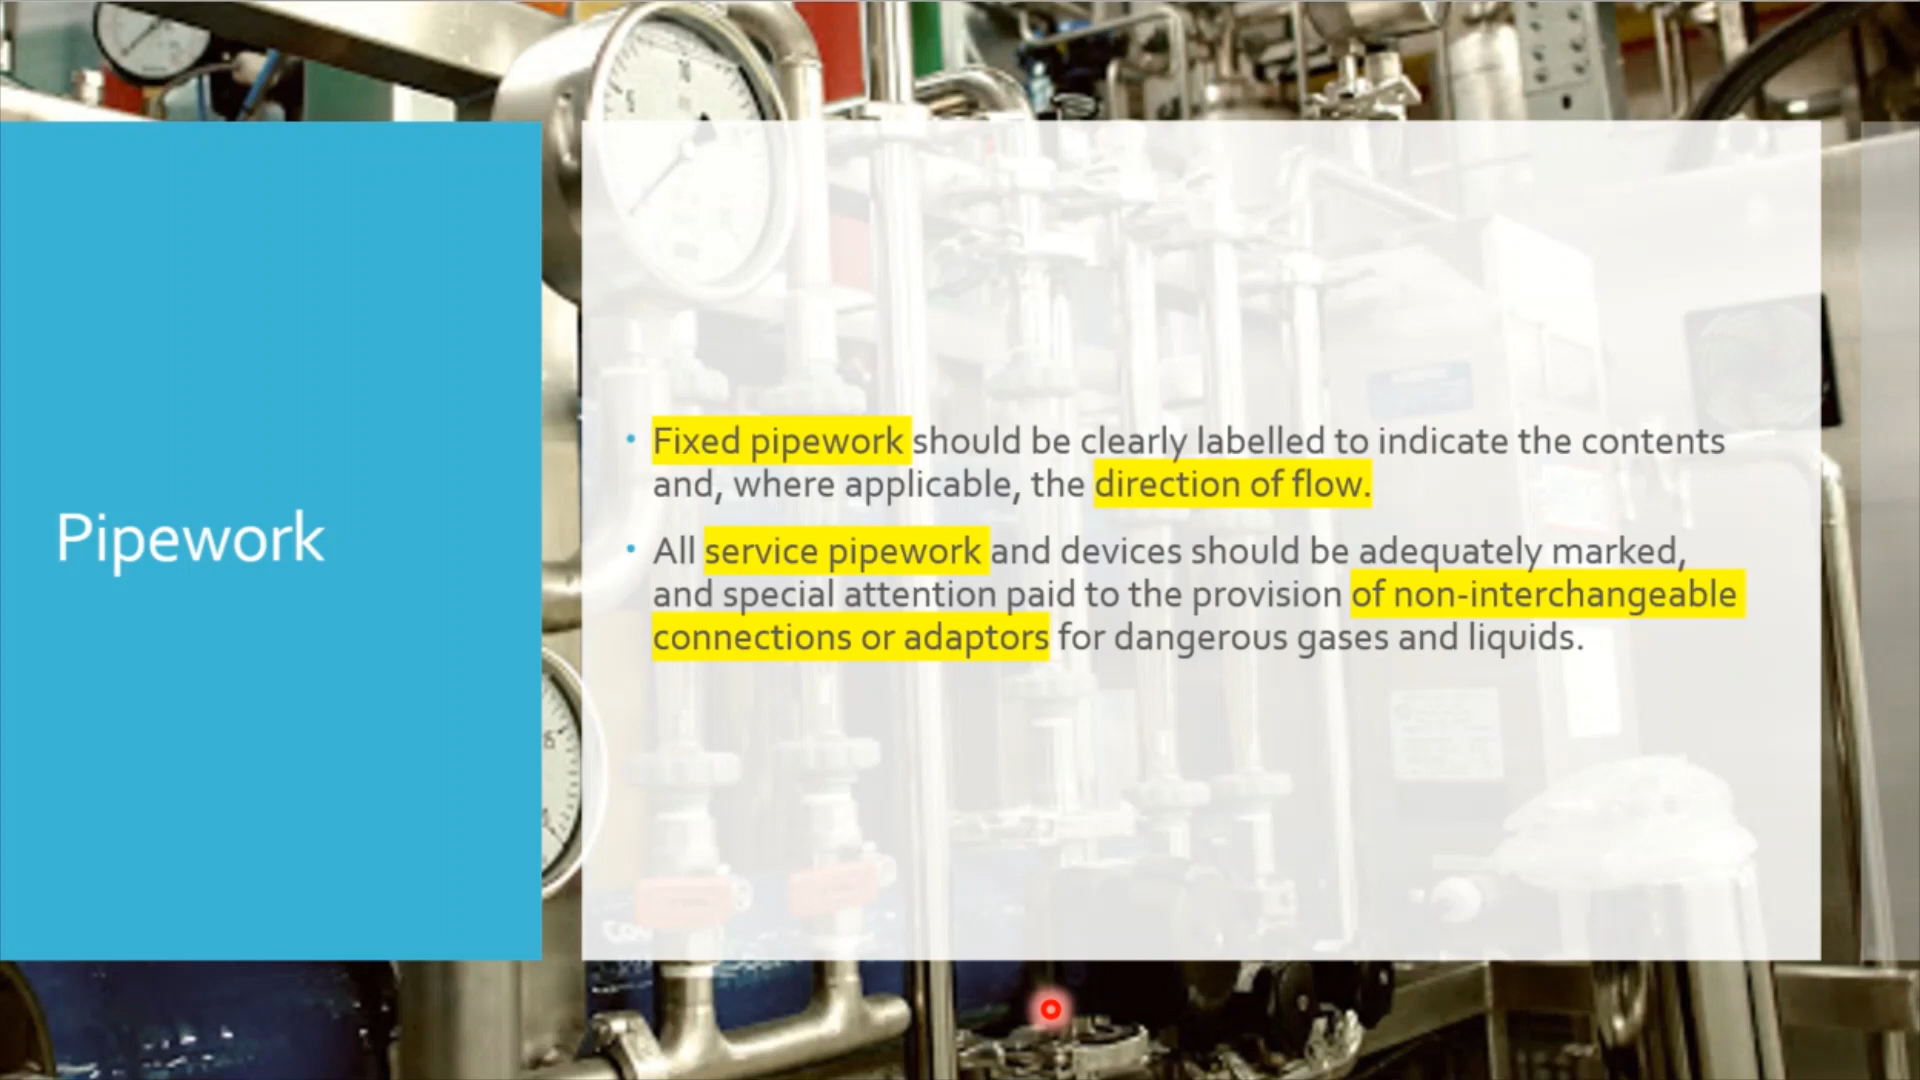 Pipework
• Fixed pipework should be clearly labelled to indicate the contents
and, where applicable, the direction of flow.
• All service pipework and devices should be adequately marked,
and special attention paid to the provision of non-interchangeable
connections or adaptors for dangerous gases and liquids.